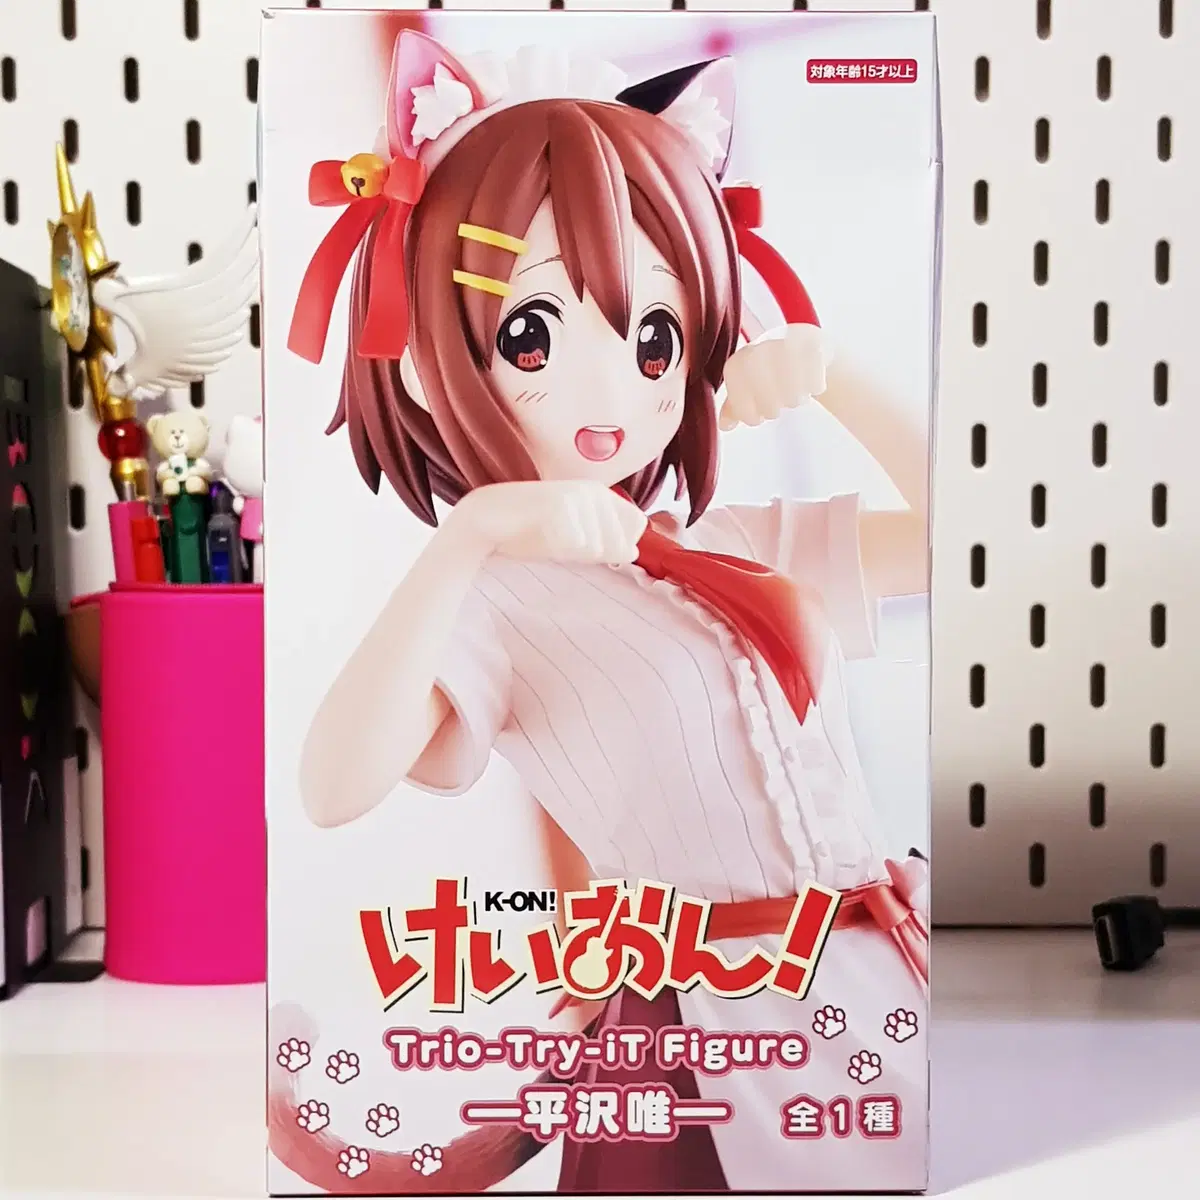 対象年齢15才以上
K-ON!
けいおん!
Trio-Try-iT Figure
—平沢唯—
全1種